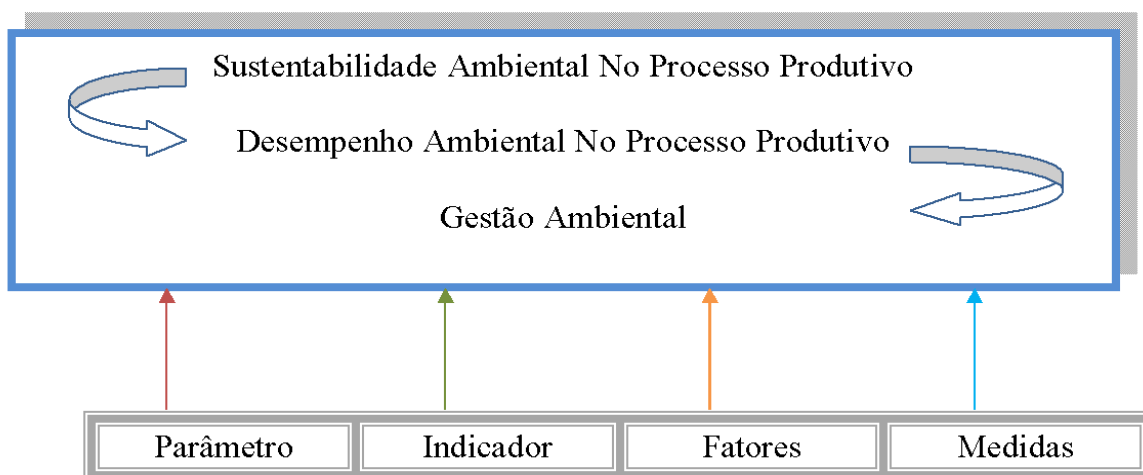 Sustentabilidade Ambiental No Processo Produtivo
Desempenho Ambiental No Processo Produtivo
Gestão Ambiental
Parâmetro
Indicador
Fatores
Medidas